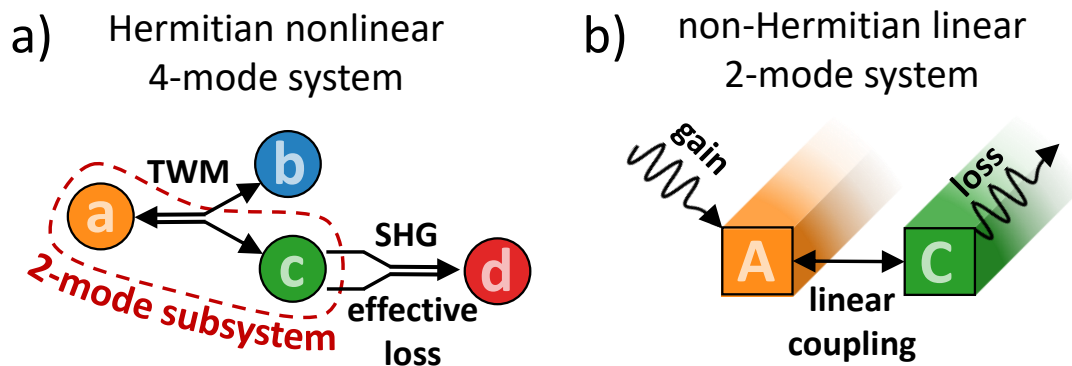 a)
Hermitian nonlinear
4-mode system
TWM
b
a
SHG
c
d
2-mode subsystem
effective
loss
b)
non-Hermitian linear
2-mode system
gain
loss
A
C
linear
coupling